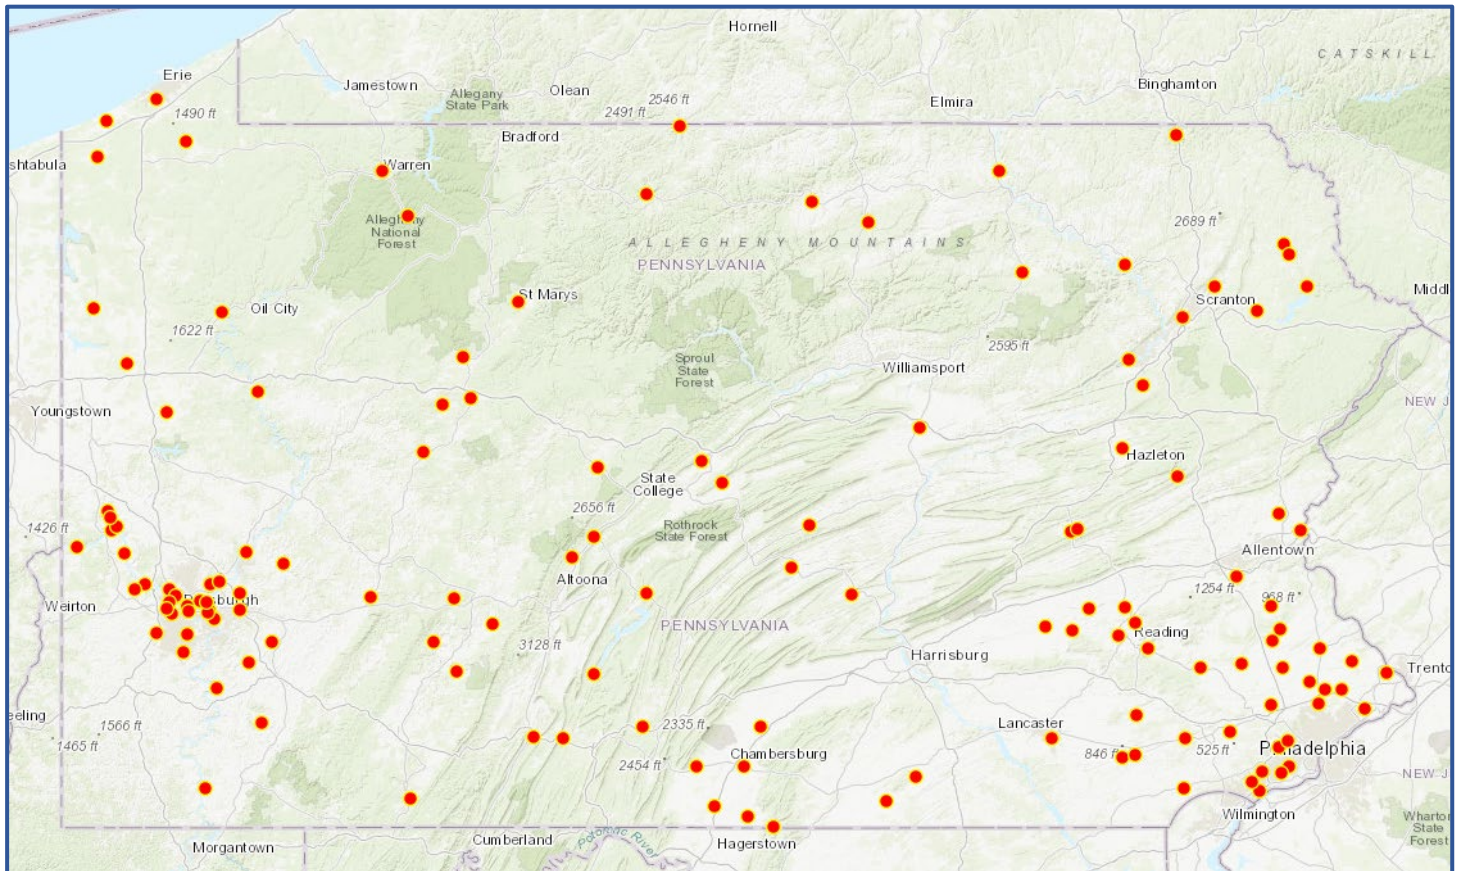 Hornell
CATSKILL
Erie
Jamestown
Allegany
State Park
Olean
2546 ft
2491 ft
Elmira
Binghamton
1490 ft
Bradford
shtabula
Warren
Allegheny
National
Forest
2689 ft
ALLEGHENY MOUNTAINS
PENNSYLVANIA
St Marys
Oil City
Scranton
Middl
1622 ft
2595 ft
Sproul
State
Forest
Williamsport
Youngstown
NEW J
Hazleton
State
College
2656 ft
1426 ft
Rothrock
State Forest
Allentown
Altoona
1254 ft
968 ft
Weirton
Pittsburgh
PENNSYLVANIA
Reading
3128 ft
Harrisburg
Trento
eeling
1566 ft
1465 ft
2335 ft
Lancaster
Chambersburg
846 ft
525 ft
Philadelphia
2454 ft
NEW J
Wilmington
Wharton
State
Forest
Morgantown
Cumberland
Potomac River
Hagerstown